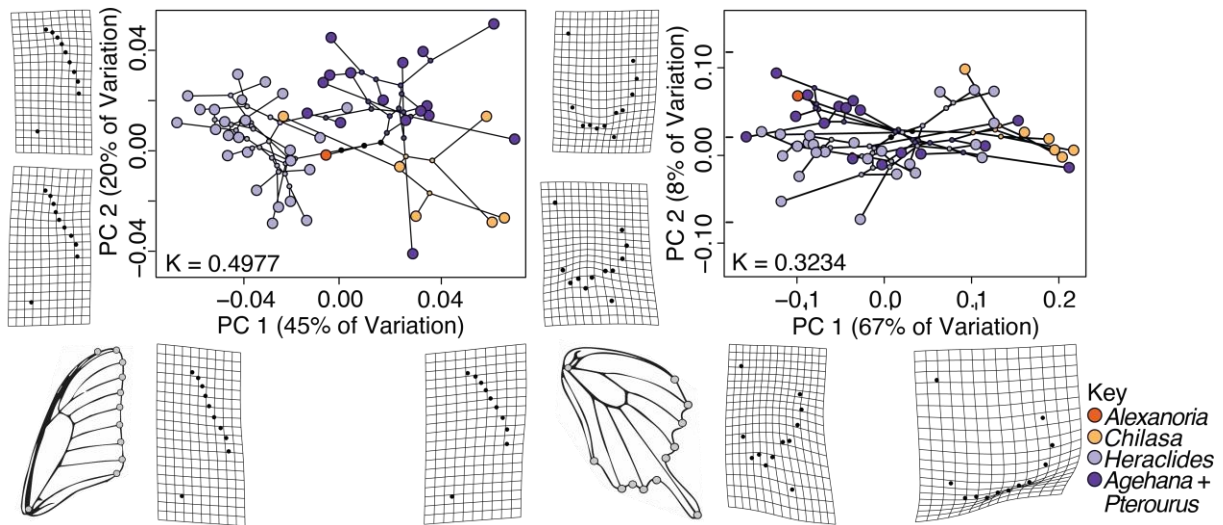 PC 2 (20% of Variation)
0.04
0.00
−0.04
K = 0.4977
−0.04 0.00 0.04
PC 1 (45% of Variation)
PC 2 (8% of Variation)
0.10
0.00
−0.10
K = 0.3234
−0.1 0.0 0.1 0.2
PC 1 (67% of Variation)
Key
Alexanoria
Chilasa
Heraclides
Agehana +
Pterourus